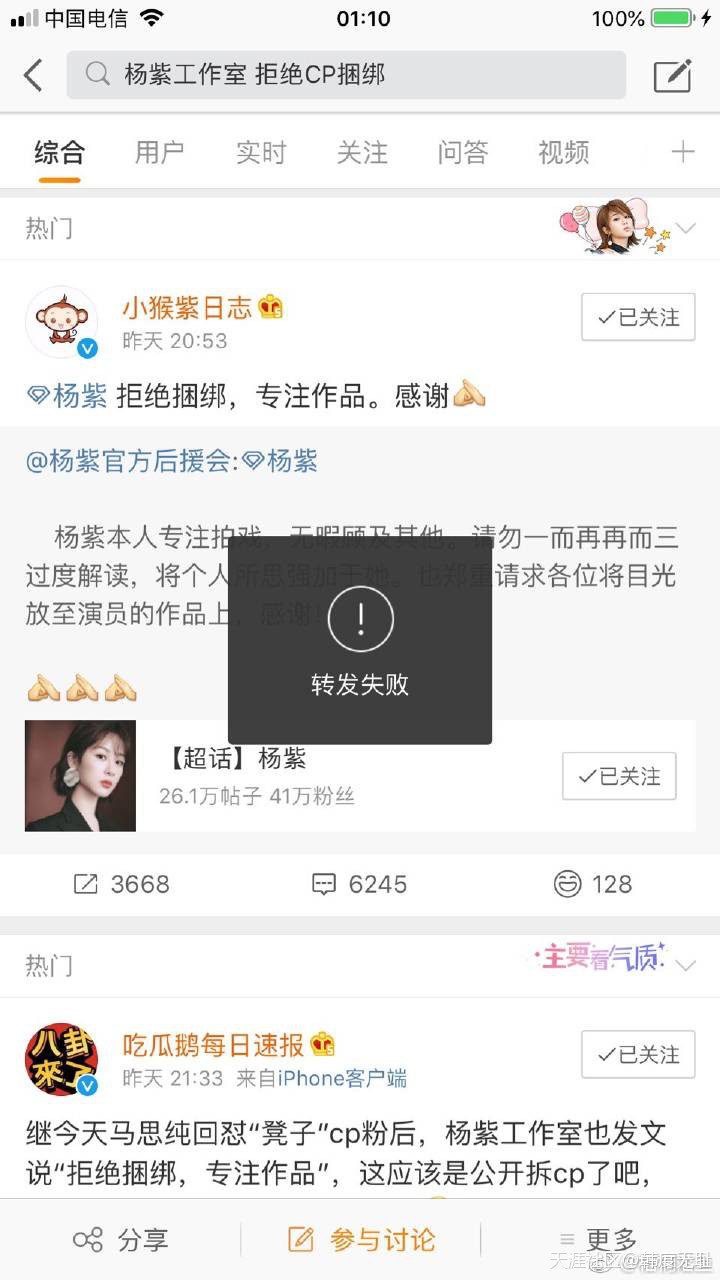 中国电信 01:10 100%
杨紫工作室 拒绝CP捆绑
综合 用户 实时 关注 问答 视频
热门
小猴紫日志
已关注
昨天 20:53
杨紫 拒绝捆绑，专注作品。感谢
@杨紫官方后援会:杨紫
杨紫本人专注拍戏，无暇顾及其他。请勿一而再再而三
过度解读，将个人所思强加于她。也郑重请求各位将目光
放至演员的作品上，感谢！
转发失败
【超话】杨紫
26.1万帖子 41万粉丝
已关注
3668 6245 128
热门
·主要看气质·
八卦
來了
吃瓜鹅每日速报
已关注
昨天 21:33 来自iPhone客户端
继今天马思纯回怼“凳子”cp粉后，杨紫工作室也发文
说“拒绝捆绑，专注作品”，这应该是公开拆cp了吧，
分享 参与讨论 更多
天涯社区